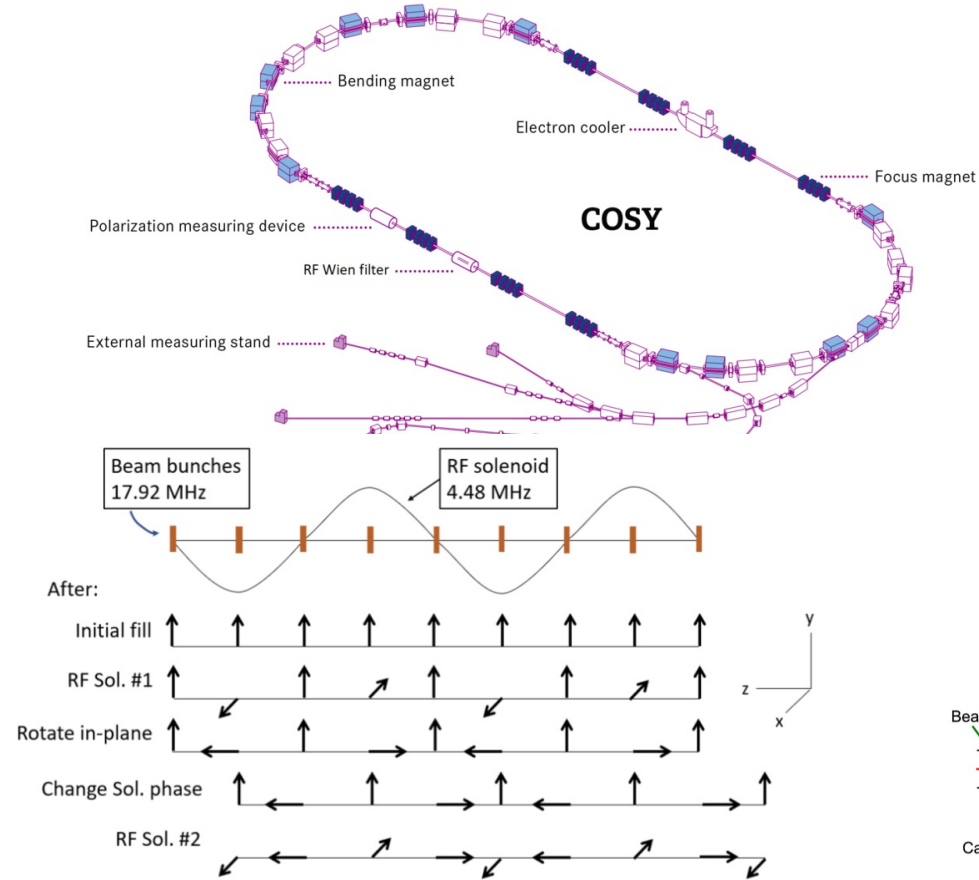 Bending magnet
Electron cooler
Focus magnet
COSY
Polarization measuring device
RF Wien filter
External measuring stand
Beam bunches
17.92 MHz
RF solenoid
4.48 MHz
After:
Initial fill
RF Sol. #1
Rotate in-plane
Change Sol. phase
RF Sol. #2
y
z
x
Bea
Ca